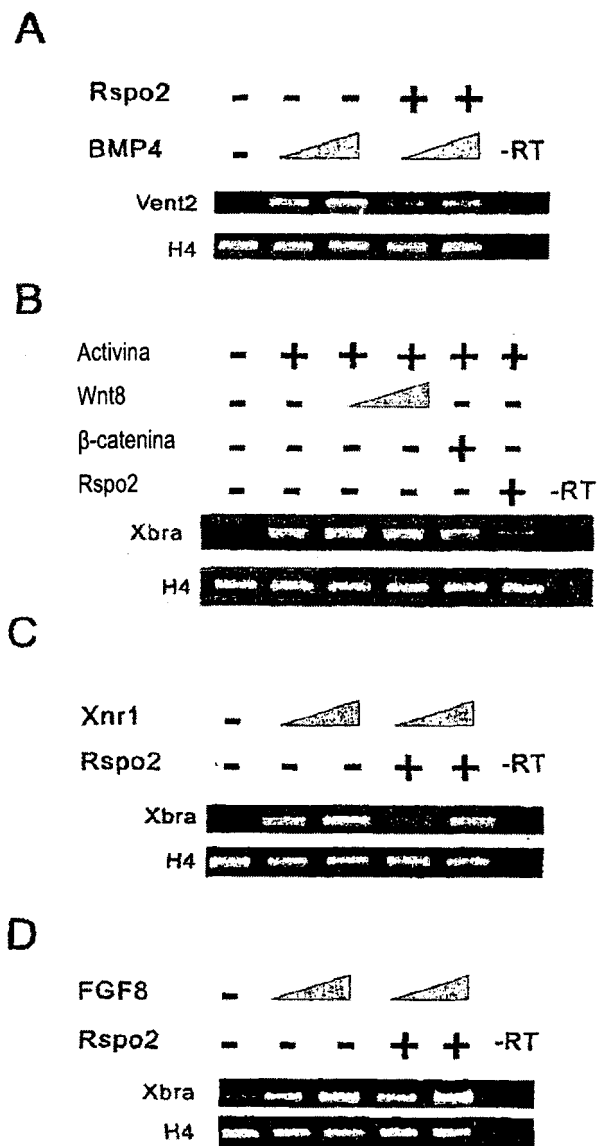 A
Rspo2 - - - + +
BMP4 - -RT
Vent2
H4
B
Activina - + + + + +
Wnt8 - - - -
β-catenina - - - - + -
Rspo2 - - - - - + -RT
Xbra
H4
C
Xnr1 -
Rspo2 - - - + + -RT
Xbra
H4
D
FGF8 -
Rspo2 - - - + + -RT
Xbra
H4